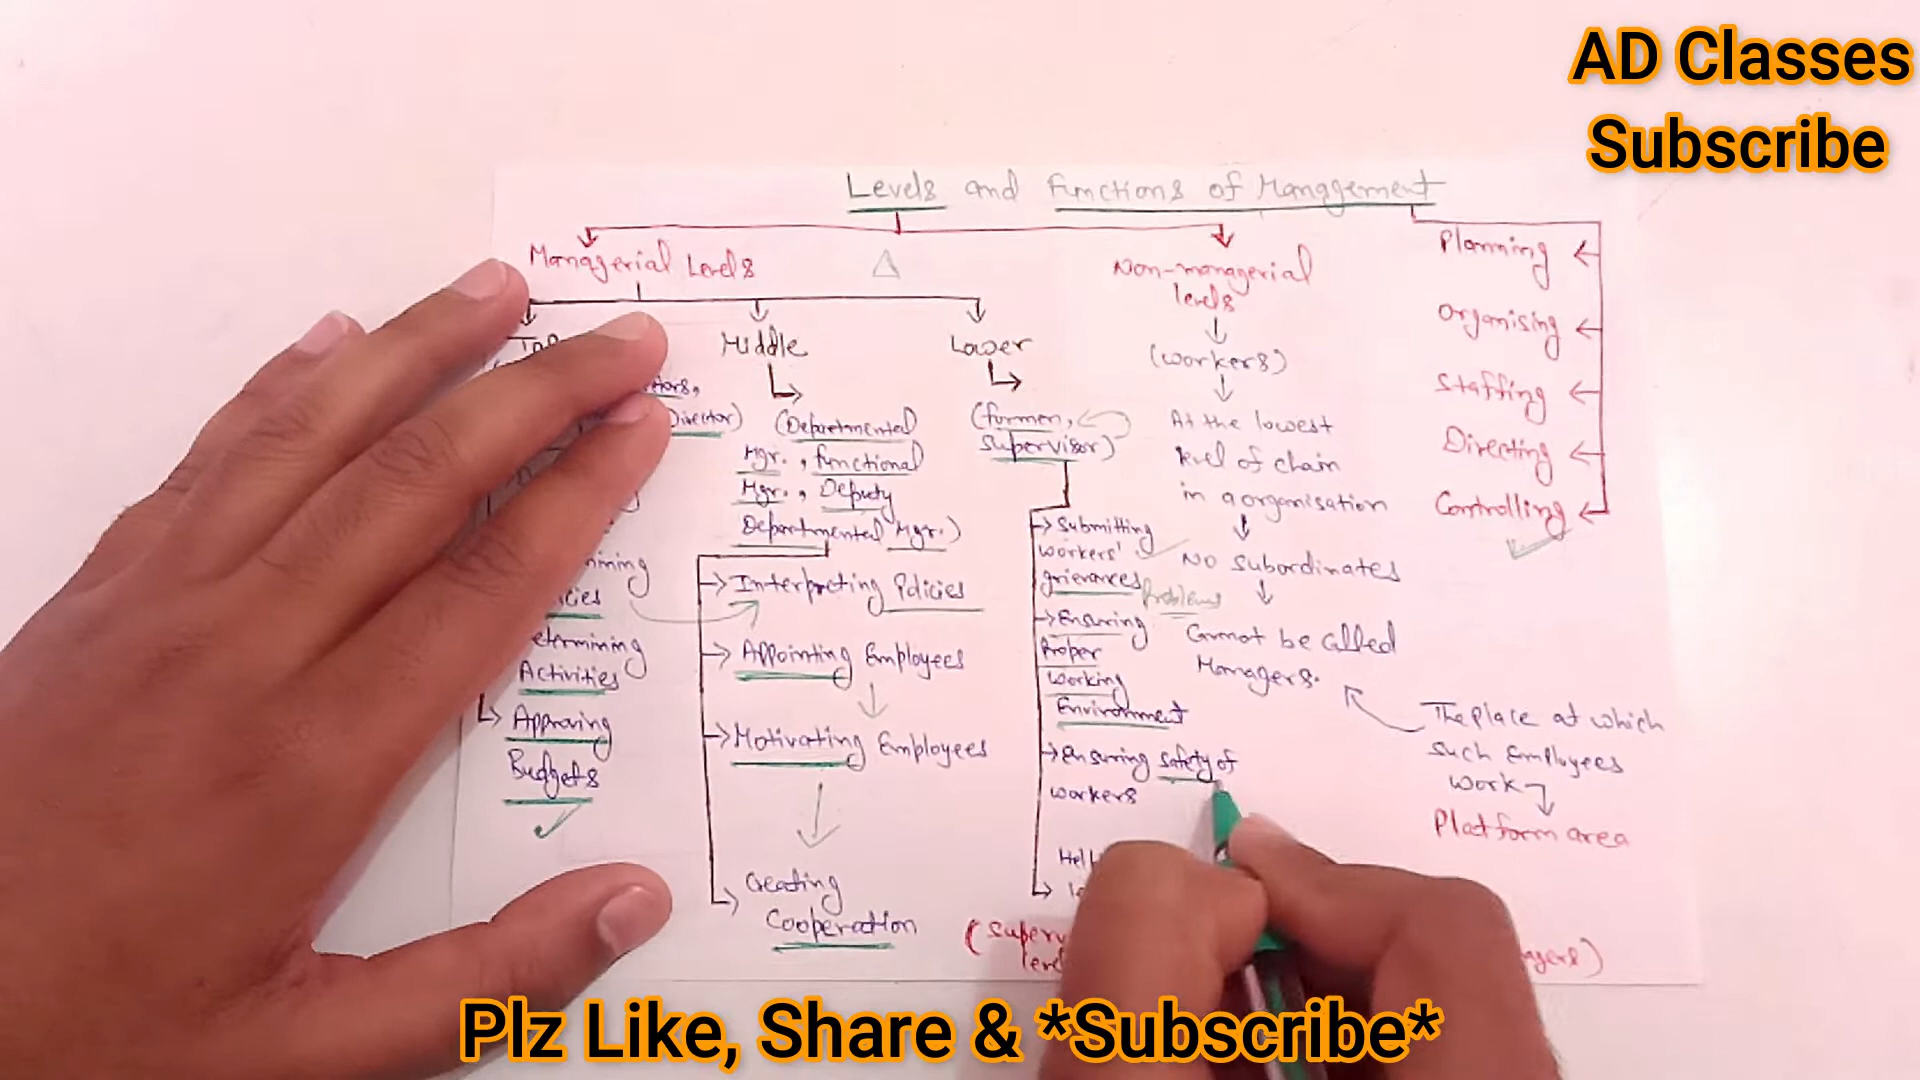 AD Classes
Subscribe
Levels and Functions of Management
Managerial Levels
Non-managerial
levels
Planning
Organising
Staffing
Directing
Controlling
Middle
Lower
(workers)
Director)
(Departmental
Mgr., functional
Mgr., Deputy
Departmental Mgr.)
(formen,
supervisor)
At the lowest
level of chain
in a organisation
No subordinates
Cannot be called
Managers.
The place at which
such Employees
work
Platform area
Determining
Activities
Approving
Budgets
Interpreting Policies
Appointing Employees
Motivating Employees
Creating
Cooperation
Submitting
workers'
grievances
Problems
Ensuring
Proper
Working
Environment
Ensuring safety of
workers
Plz Like, Share & *Subscribe*